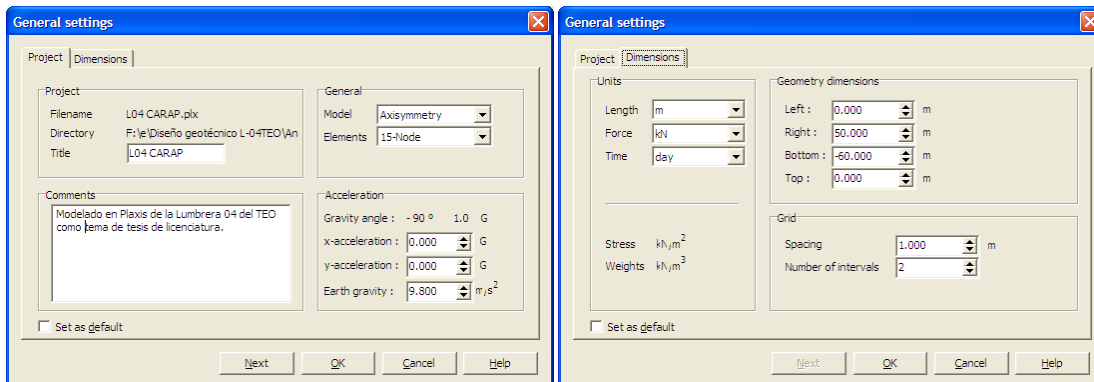 General settings
Project Dimensions
Project
Filename L04 CARAP.plx
Directory F:\e\Diseño geotécnico L-04TEO\An
Title L04 CARAP
General
Model Axisymmetry
Elements 15-Node
Comments
Modelado en Plaxis de la Lumbrera 04 del TEO
como tema de tesis de licenciatura.
Acceleration
Gravity angle : - 90 º 1.0 G
x-acceleration : 0.000 G
y-acceleration : 0.000 G
Earth gravity : 9.800 m/s2
Set as default
Next OK Cancel Help
General settings
Project Dimensions
Units
Length m
Force kN
Time day
Stress kN/m2
Weights kN/m3
Geometry dimensions
Left : 0.000 m
Right : 50.000 m
Bottom : -60.000 m
Top : 0.000 m
Grid
Spacing 1.000 m
Number of intervals 2
Set as default
Next OK Cancel Help